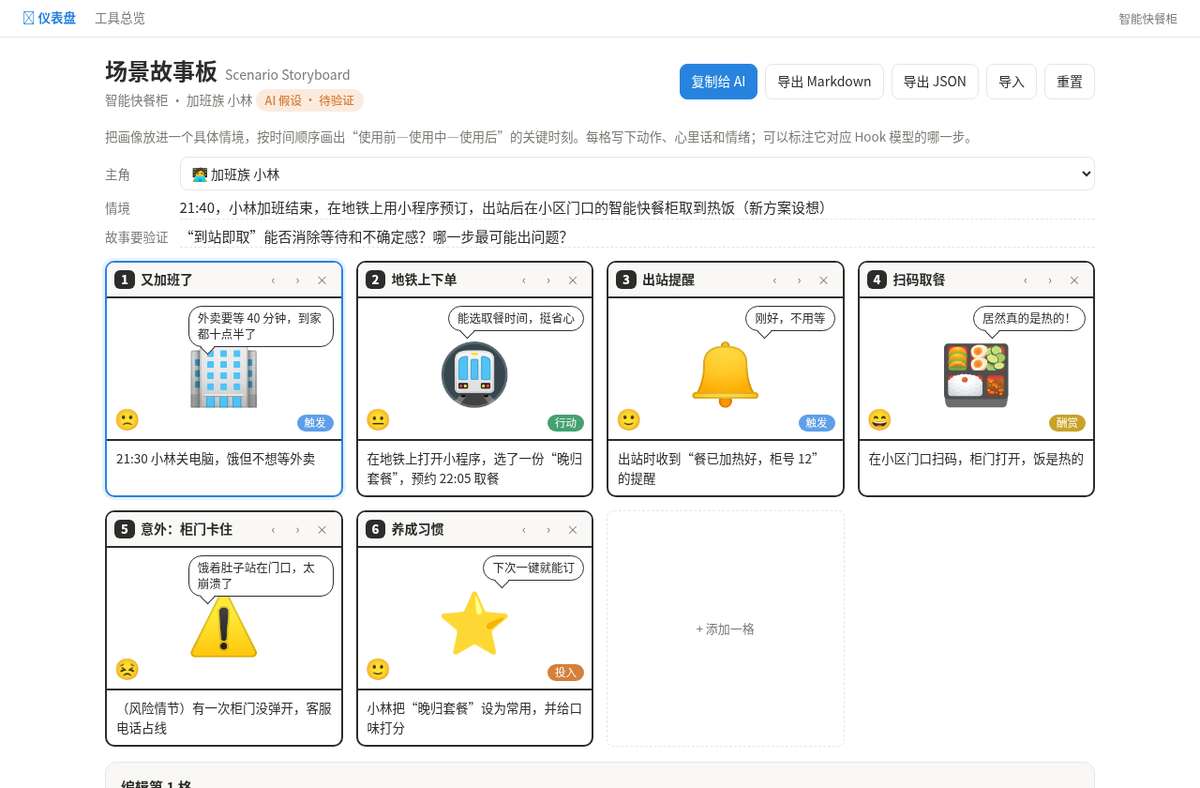 仪表盘 工具总览 智能快餐柜
场景故事板 Scenario Storyboard
复制给 AI 导出 Markdown 导出 JSON 导入 重置
智能快餐柜 · 加班族 小林 AI 假设 · 待验证
把画像放进一个具体情境，按时间顺序画出“使用前—使用中—使用后”的关键时刻。每格写下动作、心里话和情绪；可以标注它对应 Hook 模型的哪一步。
主角 加班族 小林
情境 21:40，小林加班结束，在地铁上用小程序预订，出站后在小区门口的智能快餐柜取到热饭（新方案设想）
故事要验证 “到站即取”能否消除等待和不确定感？哪一步最可能出问题？
1 又加班了 ‹ › ×
外卖要等 40 分钟，到家
都十点半了
触发
21:30 小林关电脑，饿但不想等外卖
2 地铁上下单 ‹ › ×
能选取餐时间，挺省心
行动
在地铁上打开小程序，选了一份“晚归
套餐”，预约 22:05 取餐
3 出站提醒 ‹ › ×
刚好，不用等
触发
出站时收到“餐已加热好，柜号 12”
的提醒
4 扫码取餐 ‹ › ×
居然真的是热的！
酬赏
在小区门口扫码，柜门打开，饭是热的
5 意外：柜门卡住 ‹ › ×
饿着肚子站在门口，太
崩溃了
（风险情节）有一次柜门没弹开，客服
电话占线
6 养成习惯 ‹ › ×
下次一键就能订
投入
小林把“晚归套餐”设为常用，并给口
味打分
+ 添加一格
编辑第 1 格